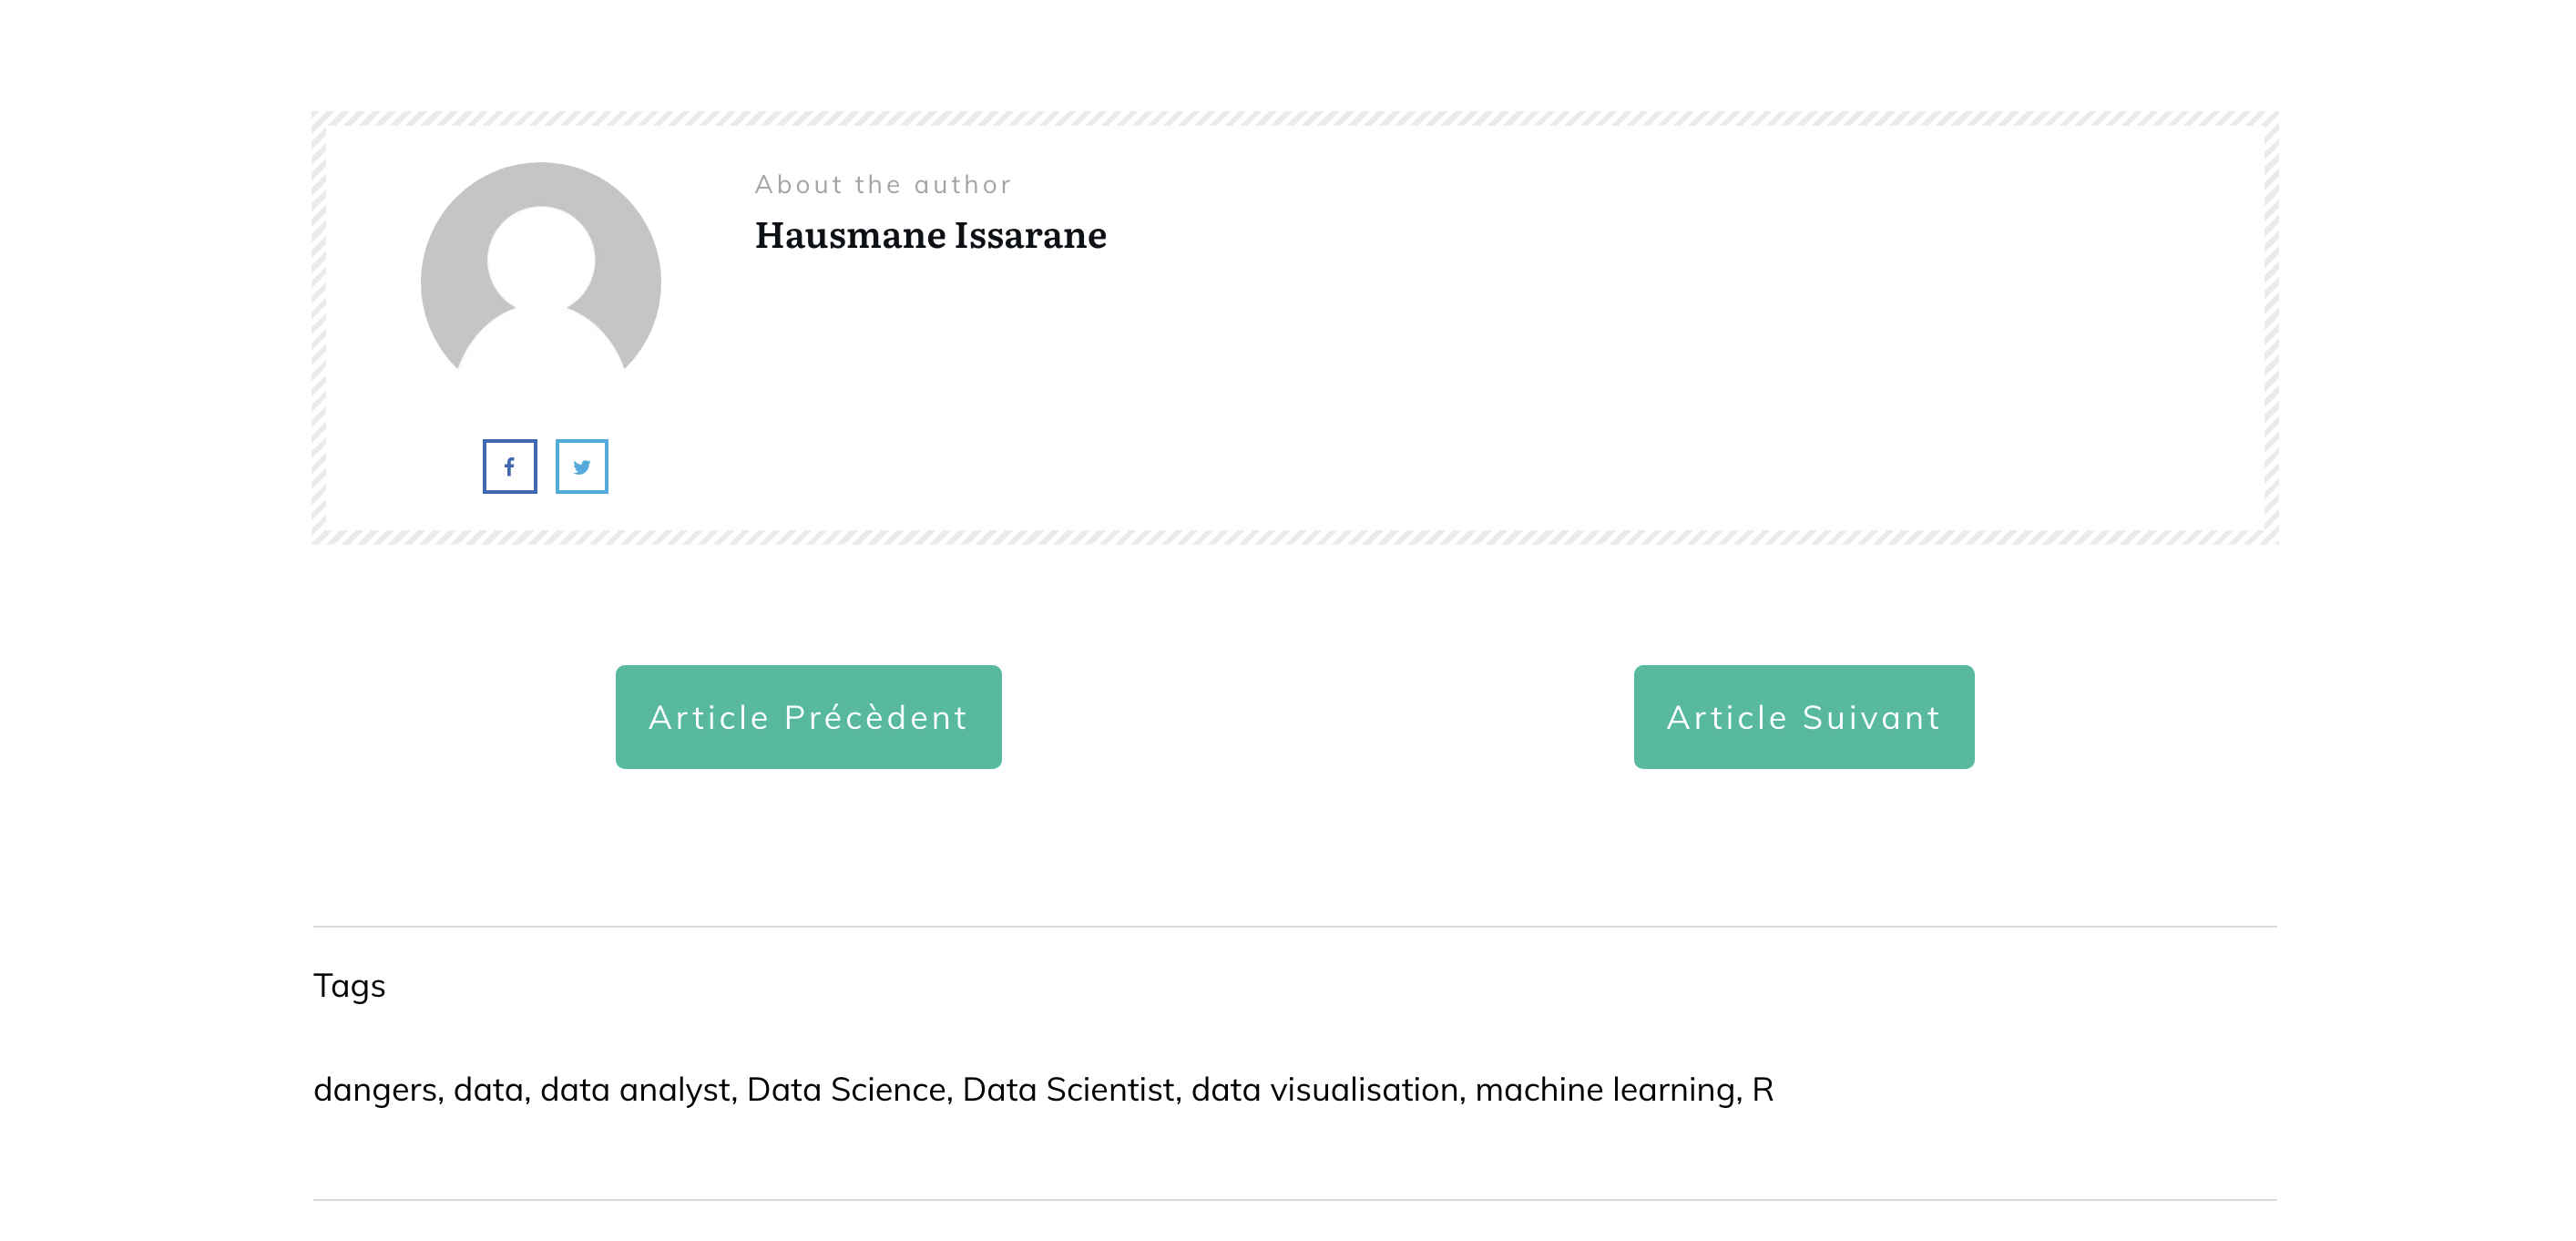 About the author
Hausmane Issarane
Article Précèdent
Article Suivant
Tags
dangers, data, data analyst, Data Science, Data Scientist, data visualisation, machine learning, R